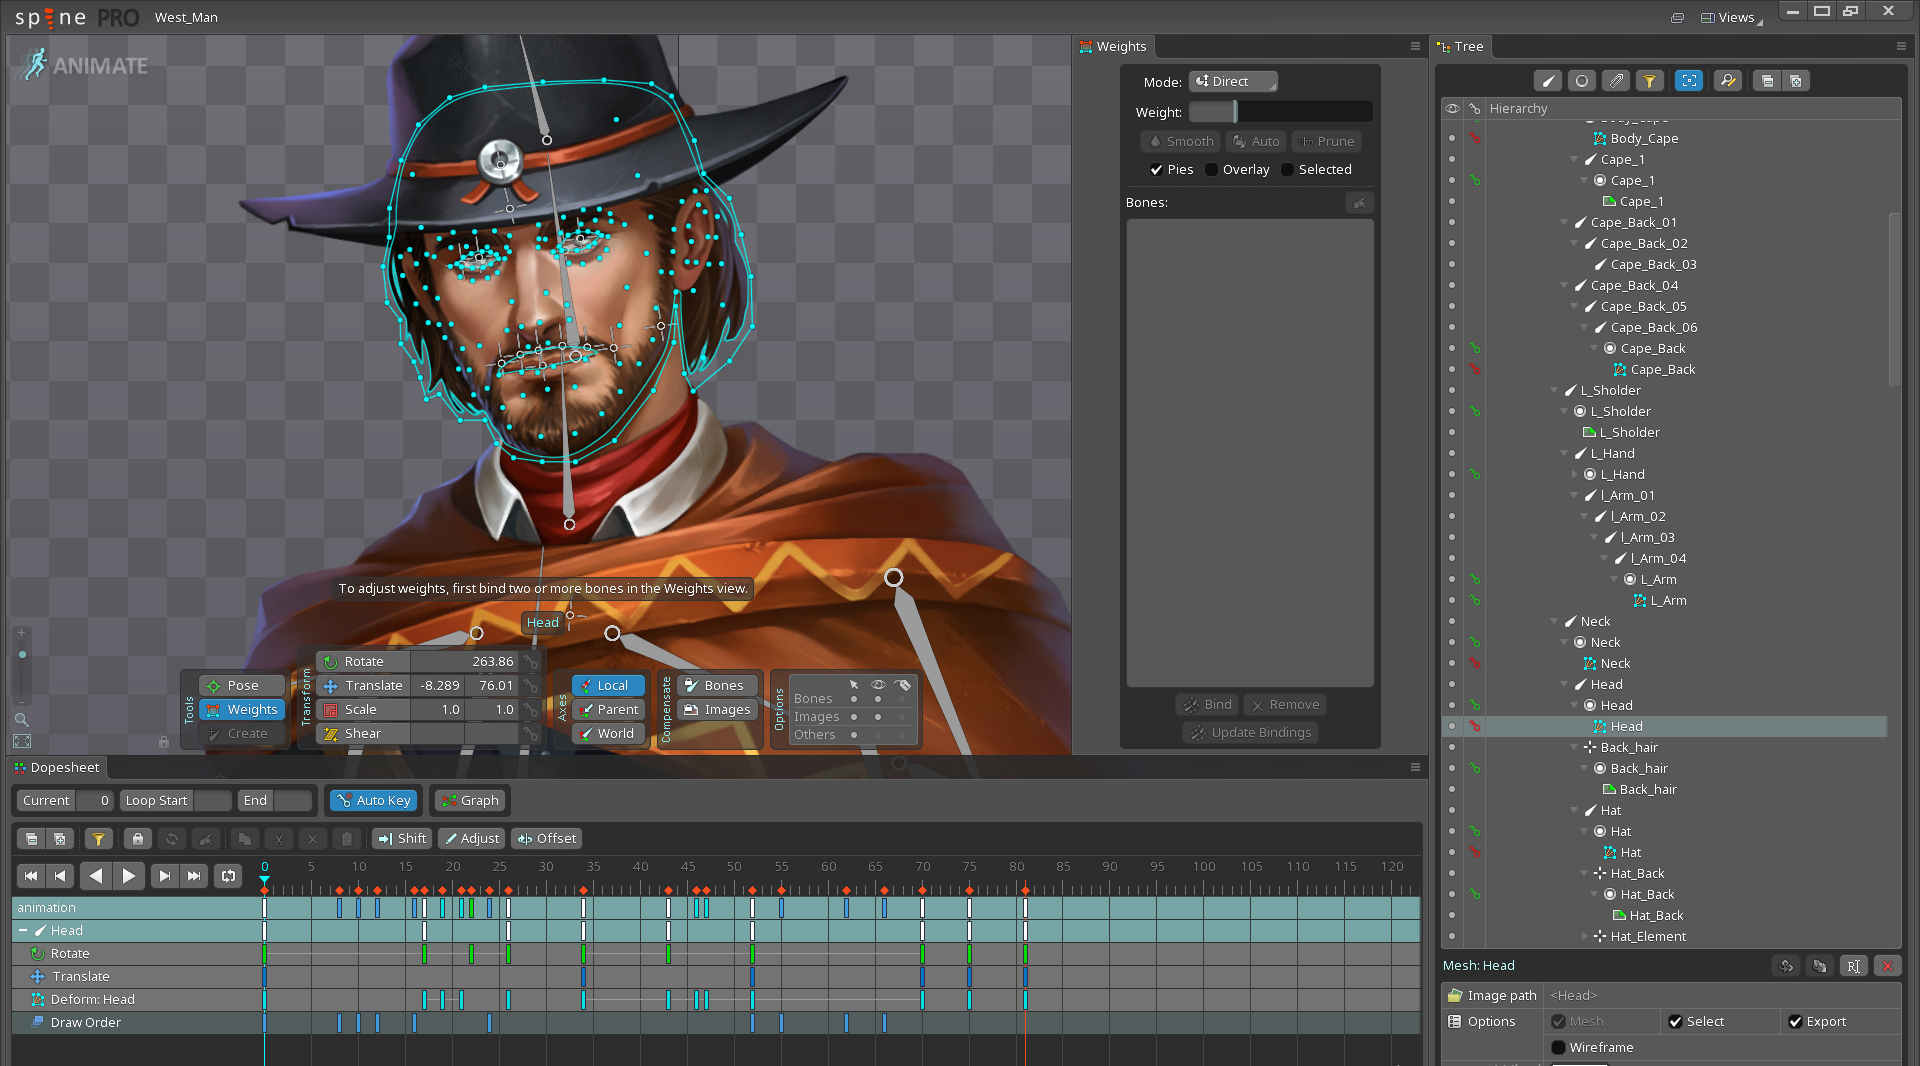 spine PRO West_Man Views
ANIMATE
To adjust weights, first bind two or more bones in the Weights view.
Head
Tools
Pose
Weights
Create
Transform
Rotate 263.86
Translate -8.289 76.01
Scale 1.0 1.0
Shear
Axes
Local
Parent
World
Compensate
Bones
Images
Options
Bones
Images
Others
Weights
Mode: Direct
Weight:
Smooth Auto Prune
Pies Overlay Selected
Bones:
Bind Remove
Update Bindings
Tree
Hierarchy
Body_Cape
Body_Cape
Cape_1
Cape_1
Cape_1
Cape_Back_01
Cape_Back_02
Cape_Back_03
Cape_Back_04
Cape_Back_05
Cape_Back_06
Cape_Back
Cape_Back
L_Sholder
L_Sholder
L_Sholder
L_Hand
L_Hand
l_Arm_01
l_Arm_02
l_Arm_03
l_Arm_04
L_Arm
L_Arm
Neck
Neck
Neck
Head
Head
Head
Back_hair
Back_hair
Back_hair
Hat
Hat
Hat
Hat_Back
Hat_Back
Hat_Back
Hat_Element
Mesh: Head
Image path <Head>
Options Mesh Select Export
Wireframe
Dopesheet
Current 0 Loop Start End Auto Key Graph
Shift Adjust Offset
0 5 10 15 20 25 30 35 40 45 50 55 60 65 70 75 80 85 90 95 100 105 110 115 120
animation
Head
Rotate
Translate
Deform: Head
Draw Order